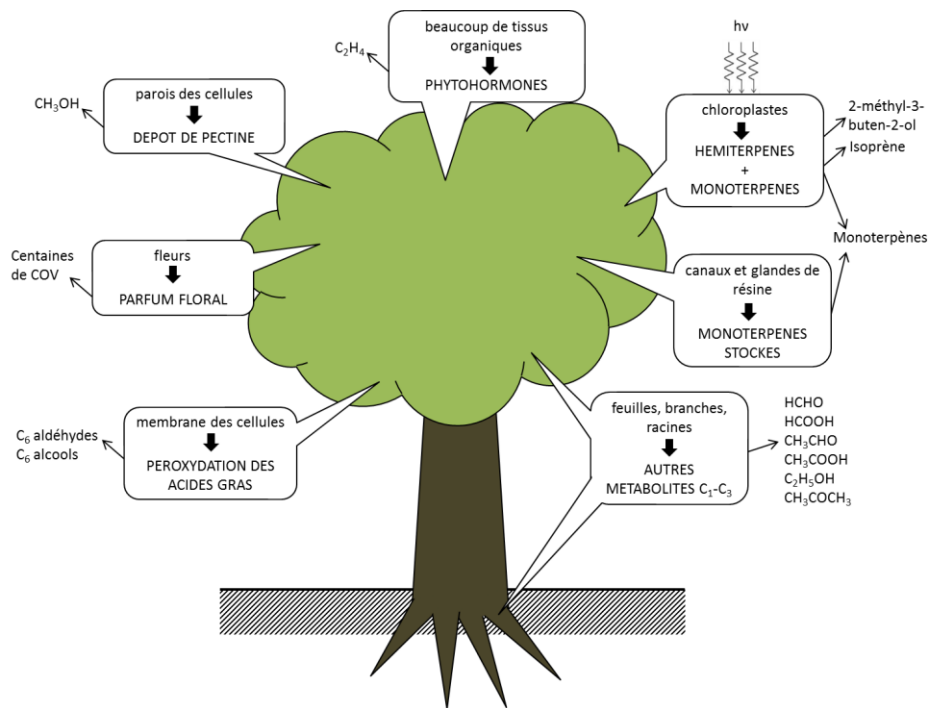 beaucoup de tissus
organiques
PHYTOHORMONES
C₂H₄
hν
parois des cellules
DEPOT DE PECTINE
CH₃OH
chloroplastes
HEMITERPENES
+
MONOTERPENES
2-méthyl-3-
buten-2-ol
Isoprène
Monoterpènes
Centaines
de COV
fleurs
PARFUM FLORAL
canaux et glandes de
résine
MONOTERPENES
STOCKES
C₆ aldéhydes
C₆ alcools
membrane des cellules
PEROXYDATION DES
ACIDES GRAS
feuilles, branches,
racines
AUTRES
METABOLITES C₁-C₃
HCHO
HCOOH
CH₃CHO
CH₃COOH
C₂H₅OH
CH₃COCH₃